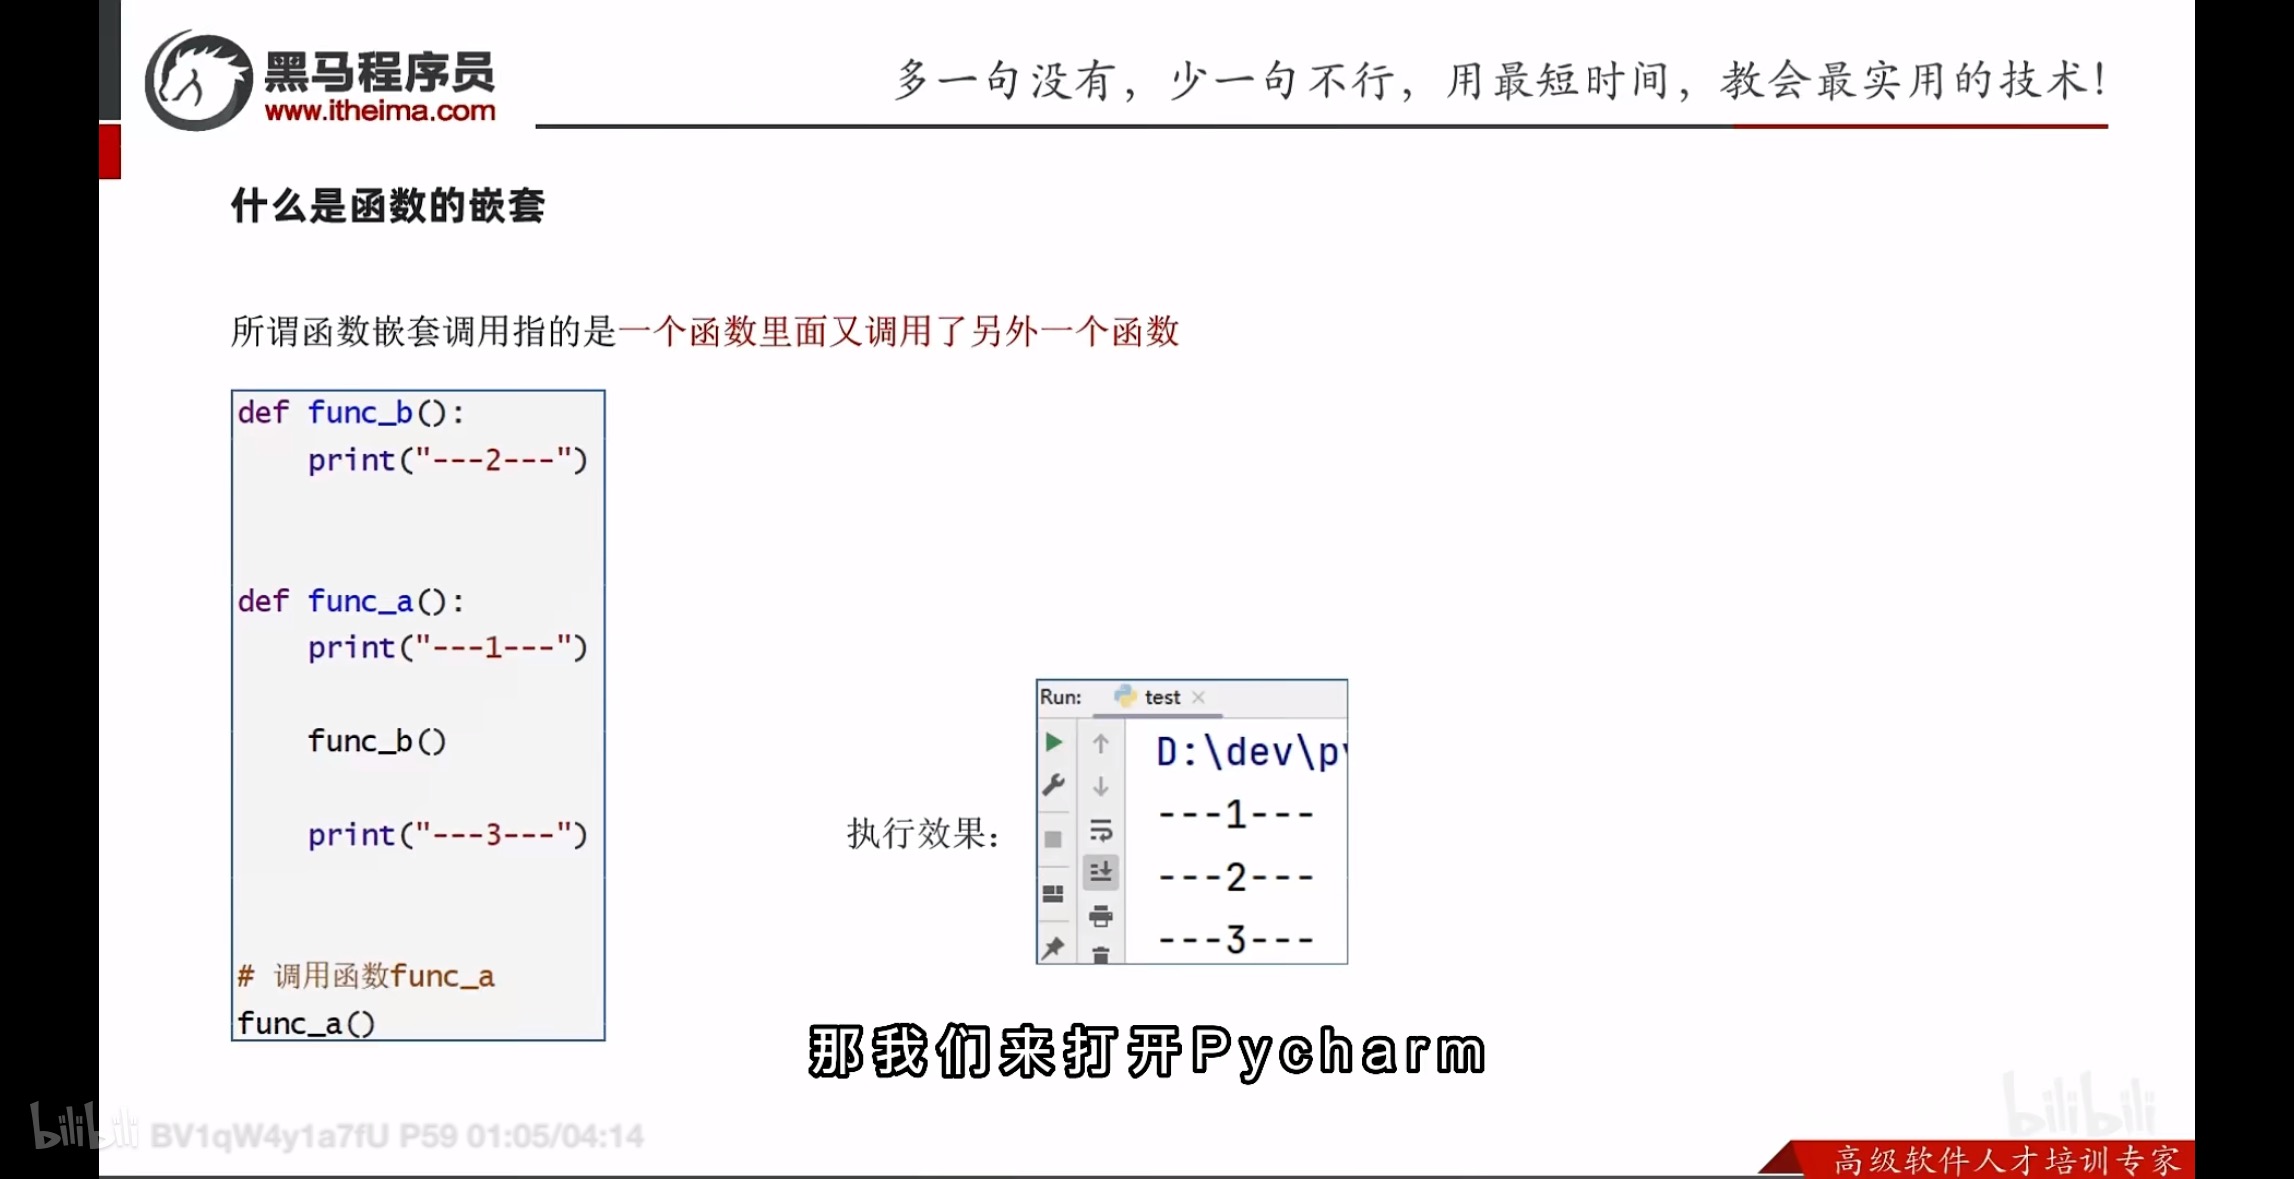 黑马程序员
www.itheima.com
多一句没有，少一句不行，用最短时间，教会最实用的技术！
什么是函数的嵌套
所谓函数嵌套调用指的是一个函数里面又调用了另外一个函数
def func_b():
    print("---2---")
def func_a():
    print("---1---")
    func_b()
    print("---3---")
# 调用函数func_a
func_a()
执行效果：
Run: test
D:\dev\p
---1---
---2---
---3---
那我们来打开Pycharm
bilibili BV1qW4y1a7fU P59 01:05/04:14
bilibili
高级软件人才培训专家